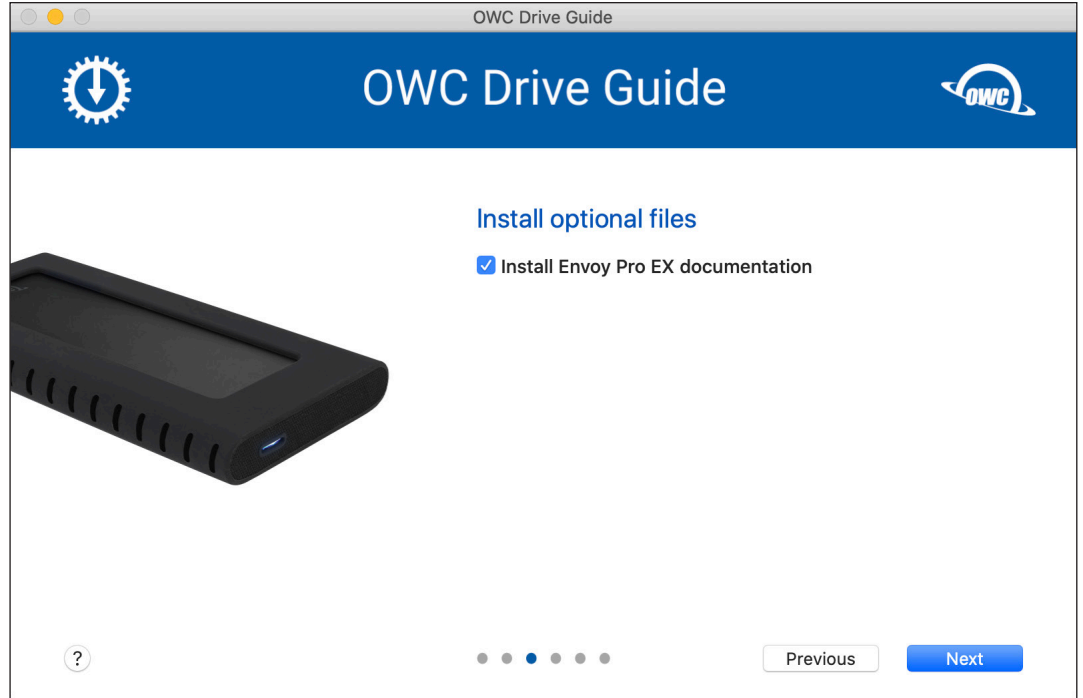 OWC Drive Guide
OWC Drive Guide
OWC
Install optional files
Install Envoy Pro EX documentation
?
Previous
Next